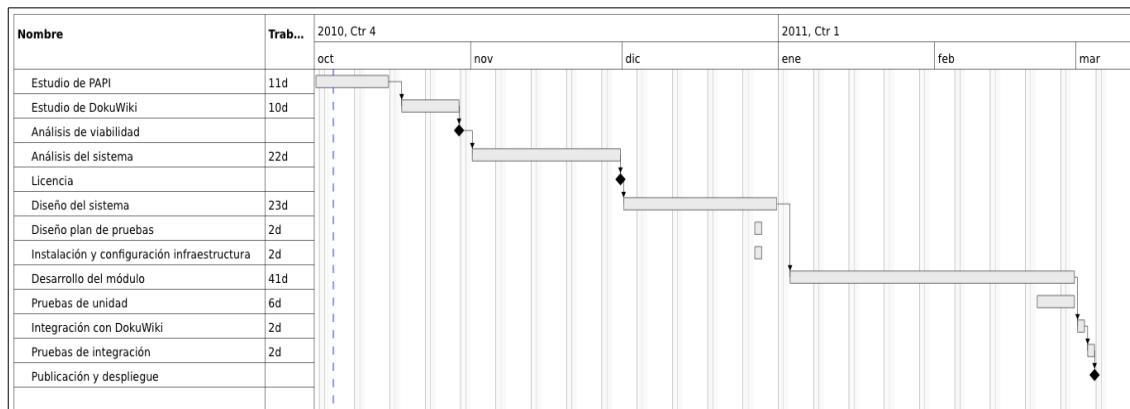 Nombre Trab... 2010, Ctr 4 2011, Ctr 1
oct nov dic ene feb mar
Estudio de PAPI 11d
Estudio de DokuWiki 10d
Análisis de viabilidad
Análisis del sistema 22d
Licencia
Diseño del sistema 23d
Diseño plan de pruebas 2d
Instalación y configuración infraestructura 2d
Desarrollo del módulo 41d
Pruebas de unidad 6d
Integración con DokuWiki 2d
Pruebas de integración 2d
Publicación y despliegue